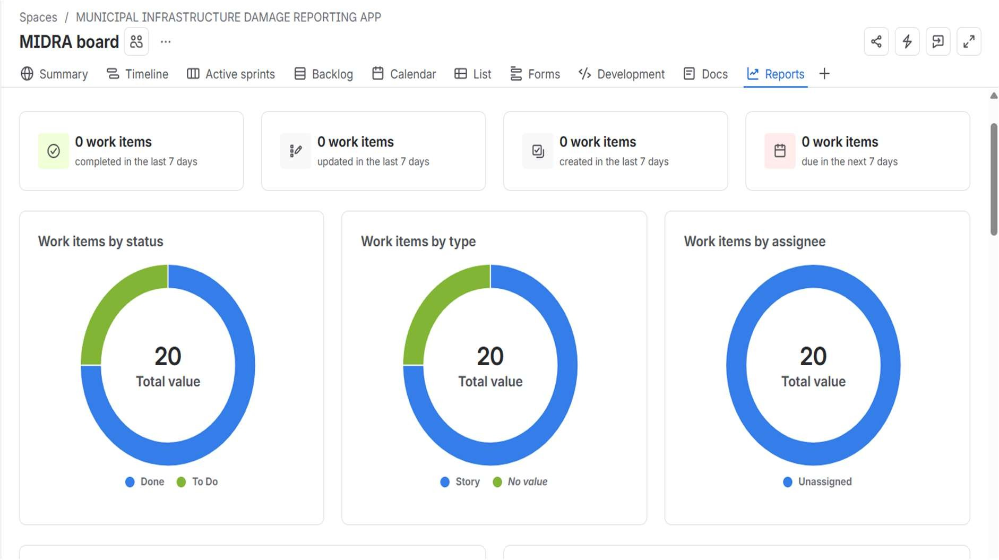 Spaces / MUNICIPAL INFRASTRUCTURE DAMAGE REPORTING APP
MIDRA board
Summary Timeline Active sprints Backlog Calendar List Forms Development Docs Reports
0 work items
completed in the last 7 days
0 work items
updated in the last 7 days
0 work items
created in the last 7 days
0 work items
due in the next 7 days
Work items by status
20
Total value
Done To Do
Work items by type
20
Total value
Story No value
Work items by assignee
20
Total value
Unassigned